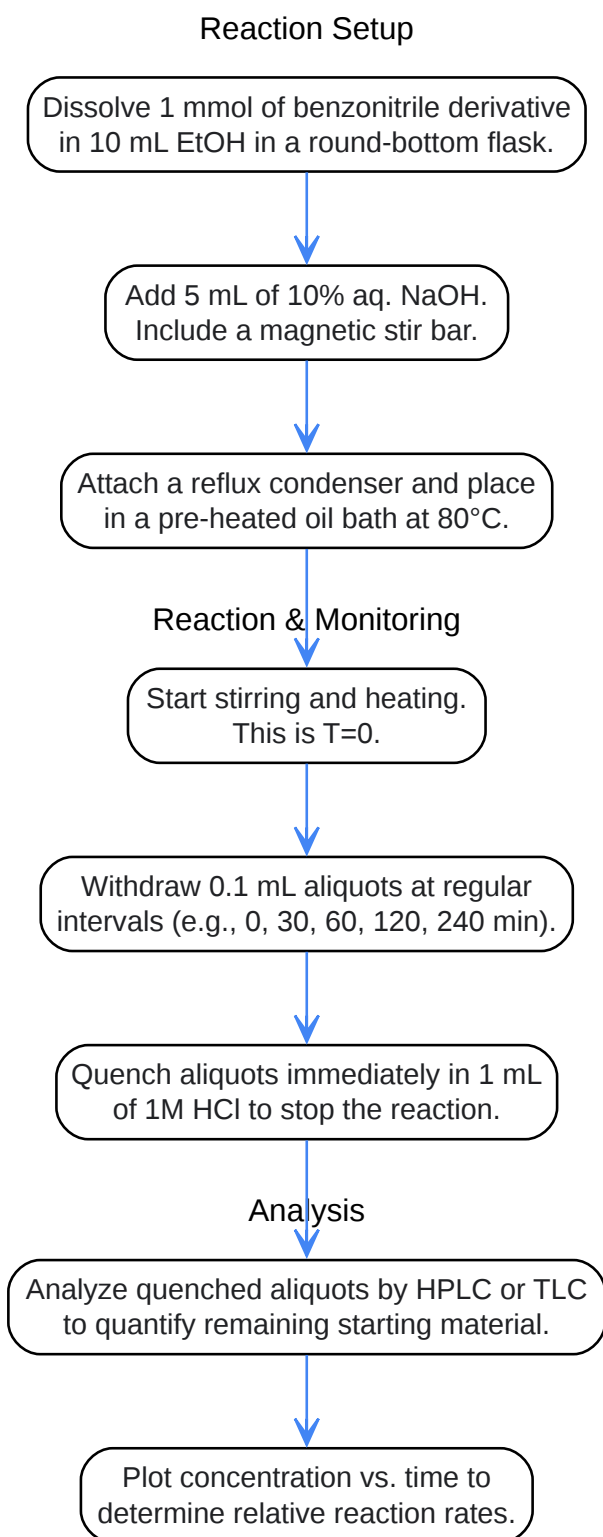 Reaction Setup
Dissolve 1 mmol of benzonitrile derivative
in 10 mL EtOH in a round-bottom flask.
Add 5 mL of 10% aq. NaOH.
Include a magnetic stir bar.
Attach a reflux condenser and place
in a pre-heated oil bath at 80°C.
Reaction & Monitoring
Start stirring and heating.
This is T=0.
Withdraw 0.1 mL aliquots at regular
intervals (e.g., 0, 30, 60, 120, 240 min).
Quench aliquots immediately in 1 mL
of 1M HCl to stop the reaction.
Analysis
Analyze quenched aliquots by HPLC or TLC
to quantify remaining starting material.
Plot concentration vs. time to
determine relative reaction rates.